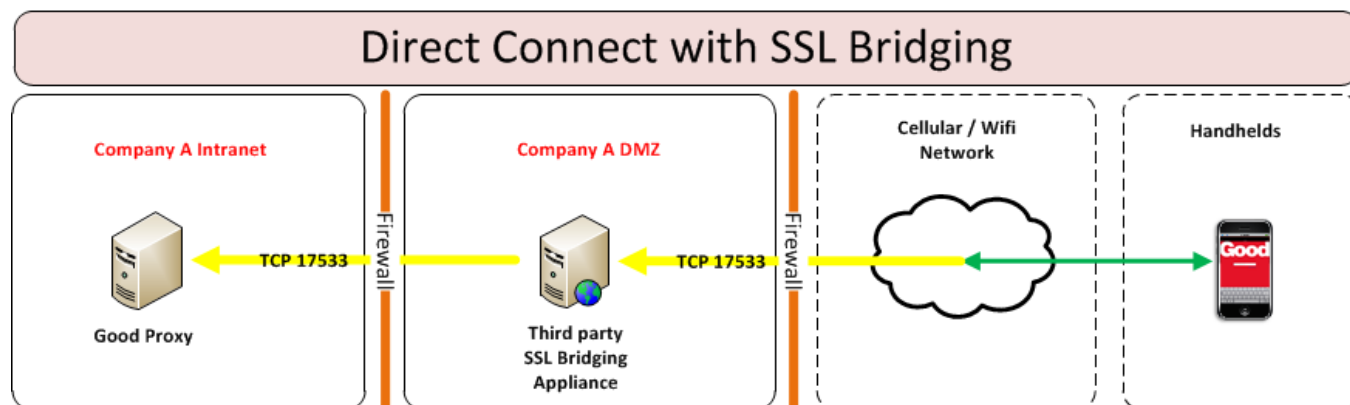 Direct Connect with SSL Bridging
Company A Intranet
TCP 17533
Good Proxy
Firewall
Company A DMZ
TCP 17533
Third party
SSL Bridging
Appliance
Firewall
Cellular / Wifi
Network
Handhelds
Good